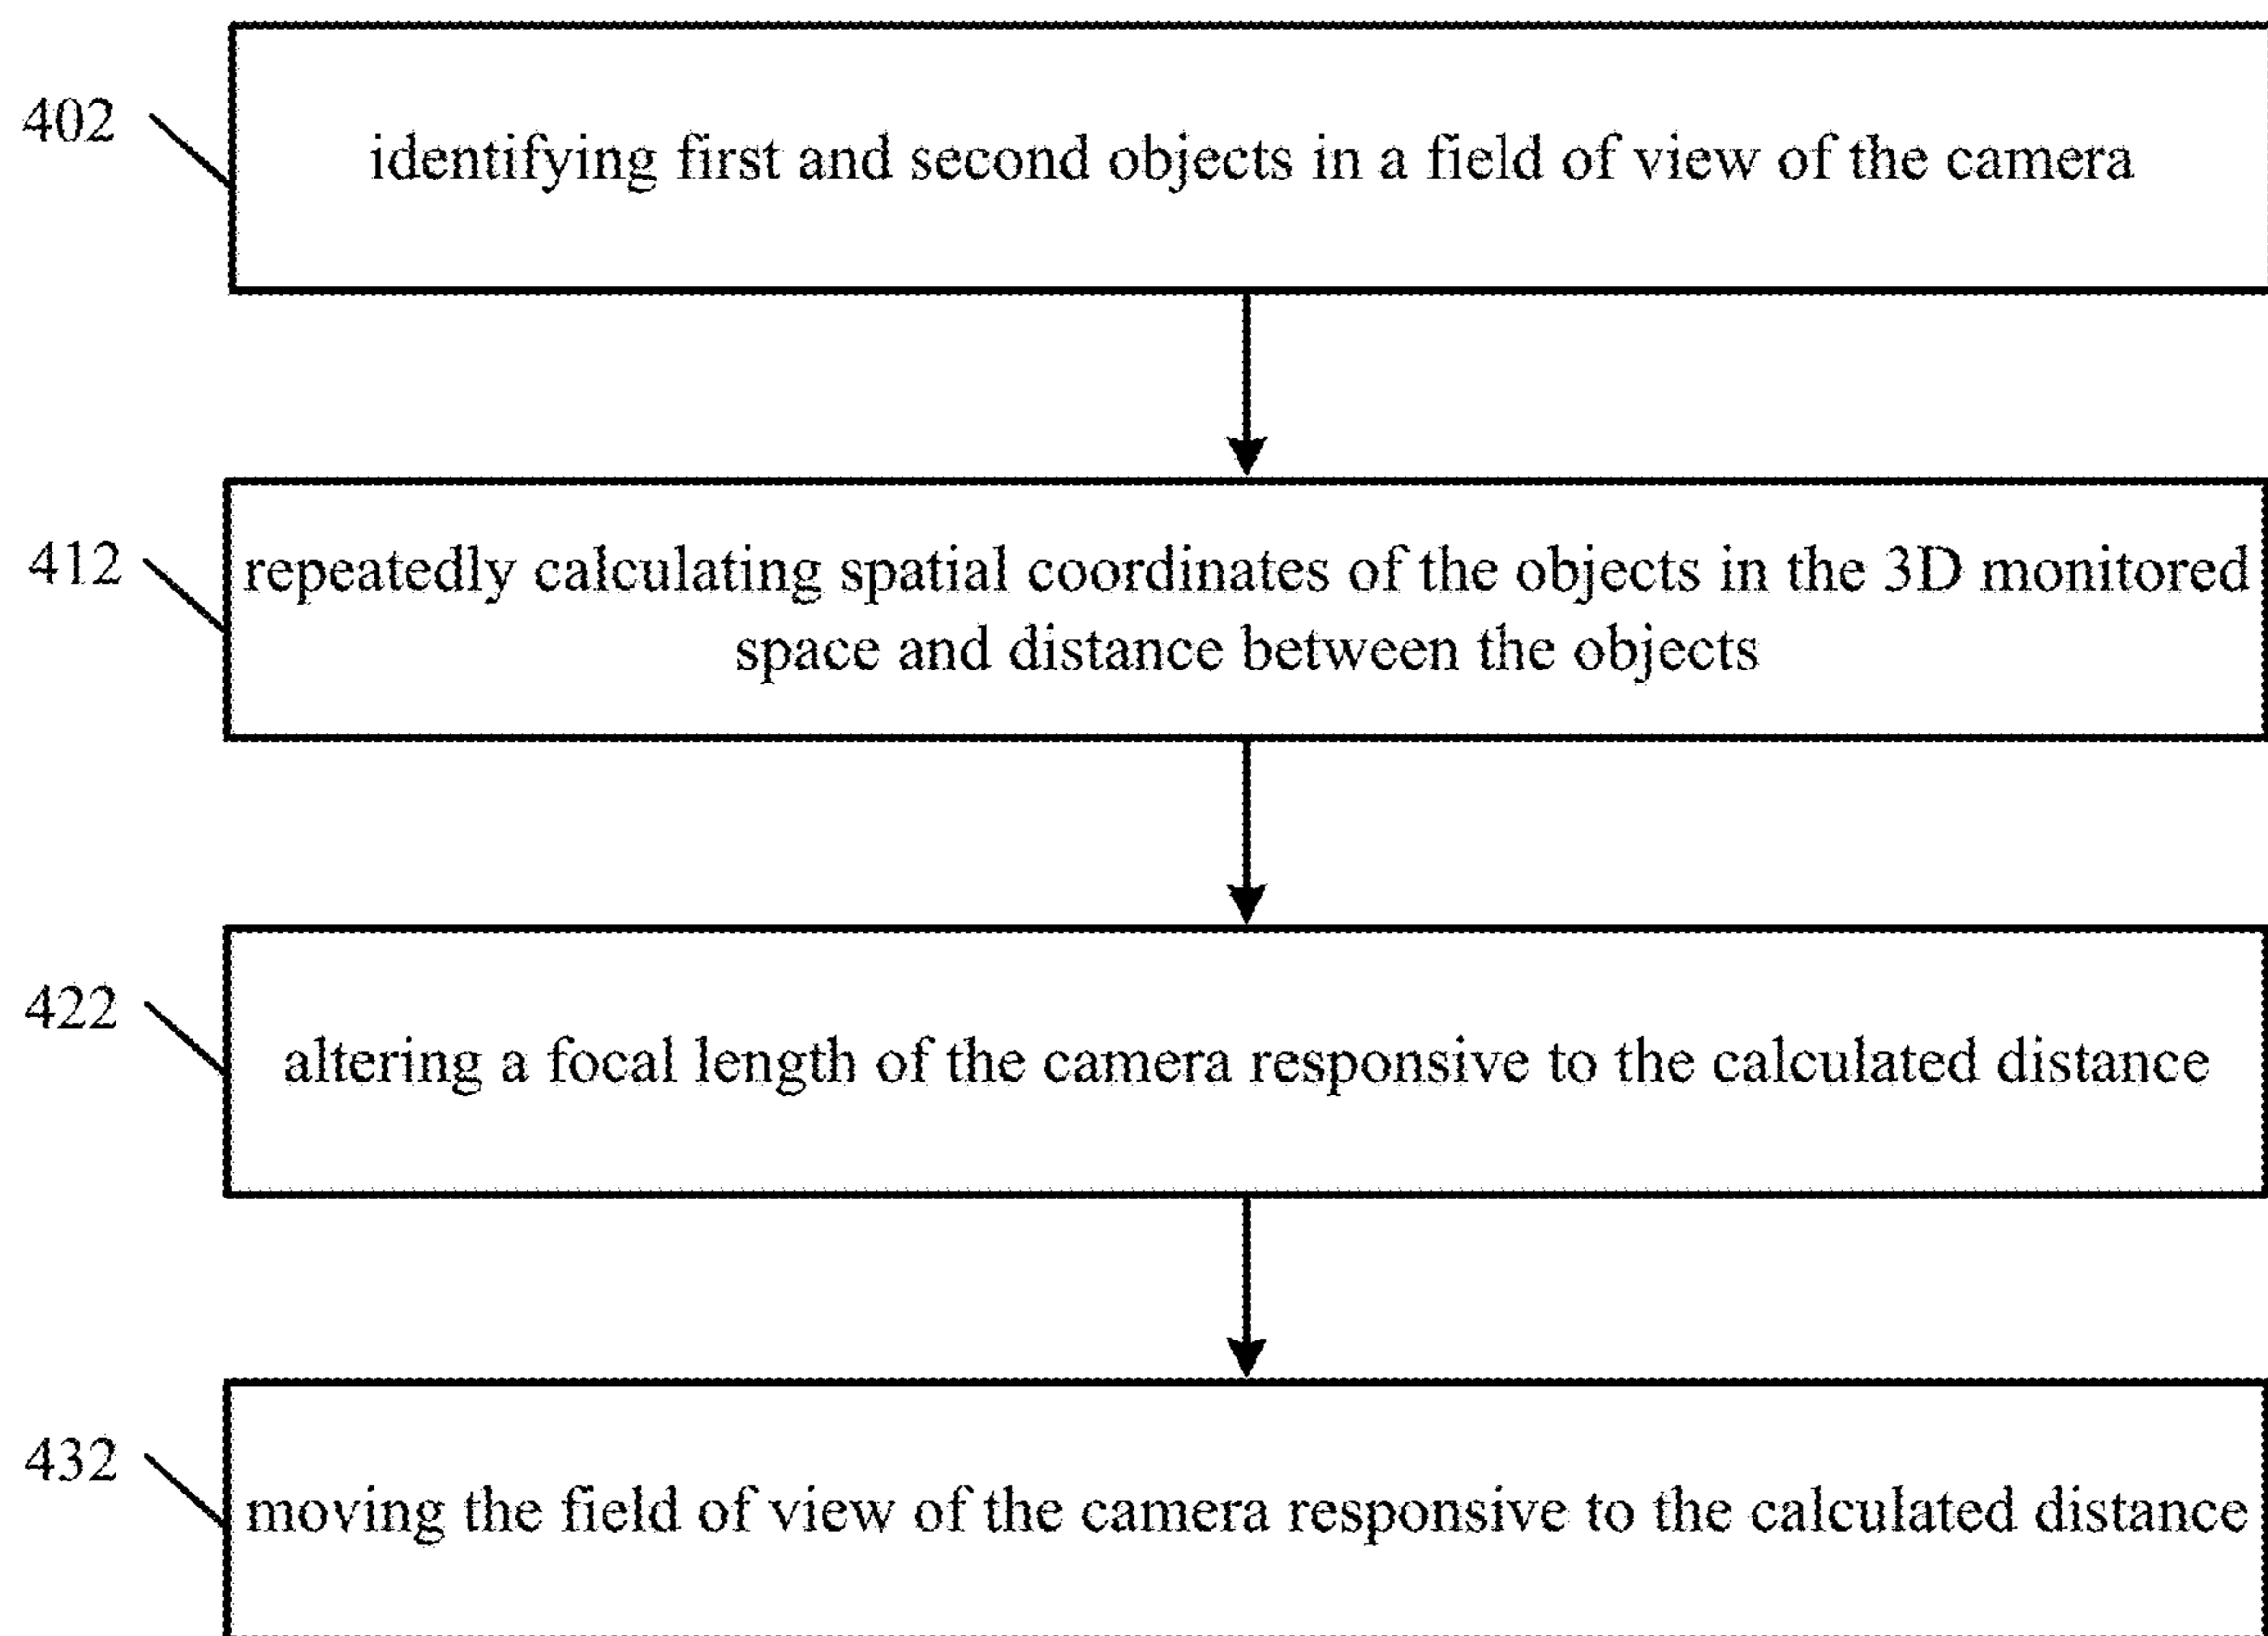 402
identifying first and second objects in a field of view of the camera
412
repeatedly calculating spatial coordinates of the objects in the 3D monitored
space and distance between the objects
422
altering a focal length of the camera responsive to the calculated distance
432
moving the field of view of the camera responsive to the calculated distance